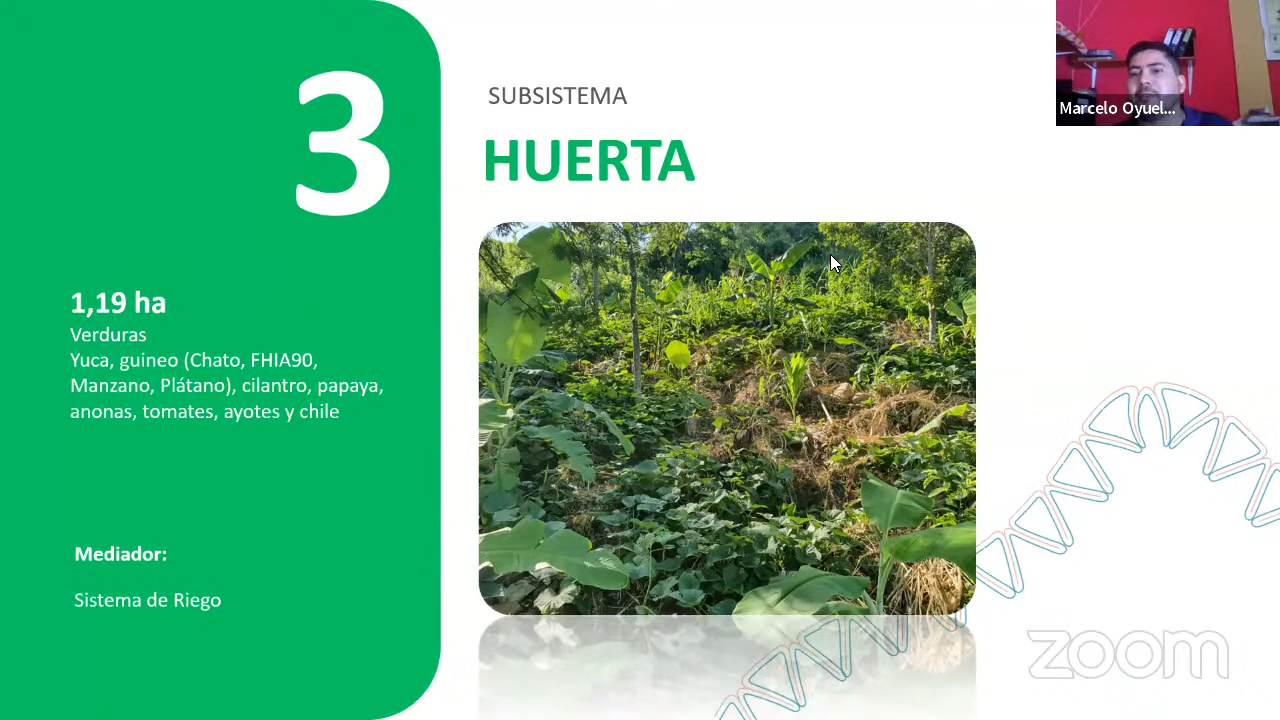 3
SUBSISTEMA
HUERTA
1,19 ha
Verduras
Yuca, guineo (Chato, FHIA90,
Manzano, Plátano), cilantro, papaya,
anonas, tomates, ayotes y chile
Mediador:
Sistema de Riego
Marcelo Oyuel...
zoom